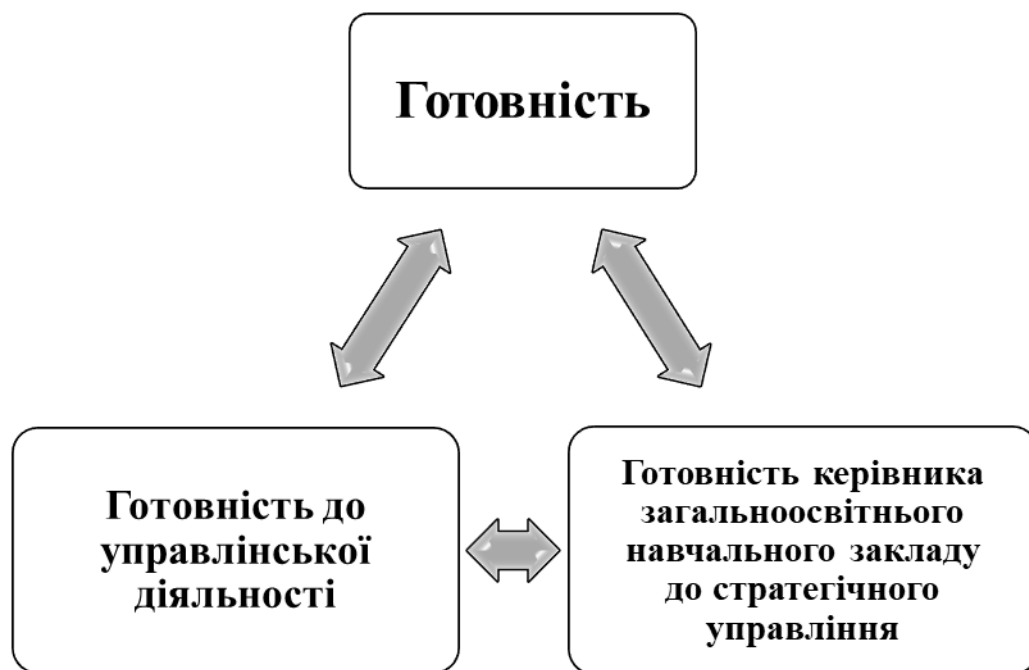 Готовність
Готовність до
управлінської
діяльності
Готовність керівника
загальноосвітнього
навчального закладу
до стратегічного
управління